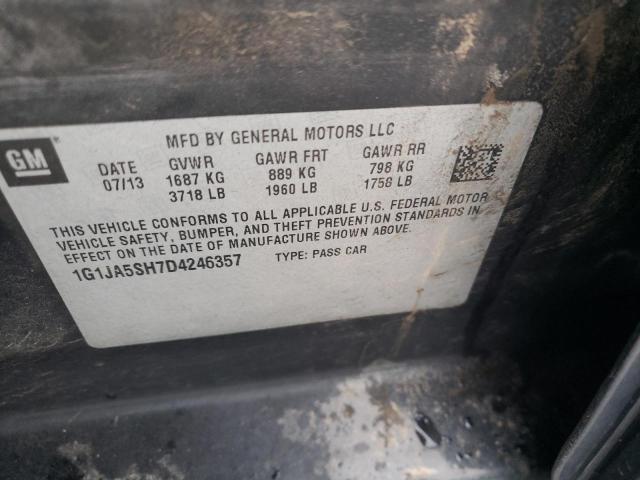 GM
MFD BY GENERAL MOTORS LLC
DATE GVWR GAWR FRT GAWR RR
07/13 1687 KG 889 KG 798 KG
3718 LB 1960 LB 1758 LB
THIS VEHICLE CONFORMS TO ALL APPLICABLE U.S. FEDERAL MOTOR
VEHICLE SAFETY, BUMPER, AND THEFT PREVENTION STANDARDS IN
EFFECT ON THE DATE OF MANUFACTURE SHOWN ABOVE.
1G1JA5SH7D4246357 TYPE: PASS CAR